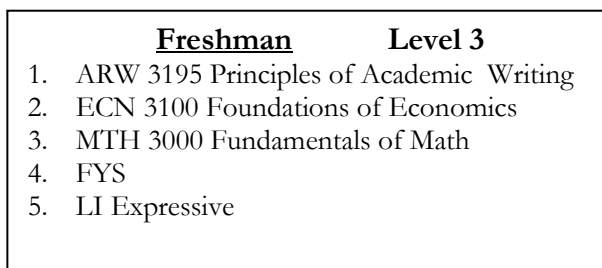 Freshman Level 3
1. ARW 3195 Principles of Academic Writing
2. ECN 3100 Foundations of Economics
3. MTH 3000 Fundamentals of Math
4. FYS
5. LI Expressive